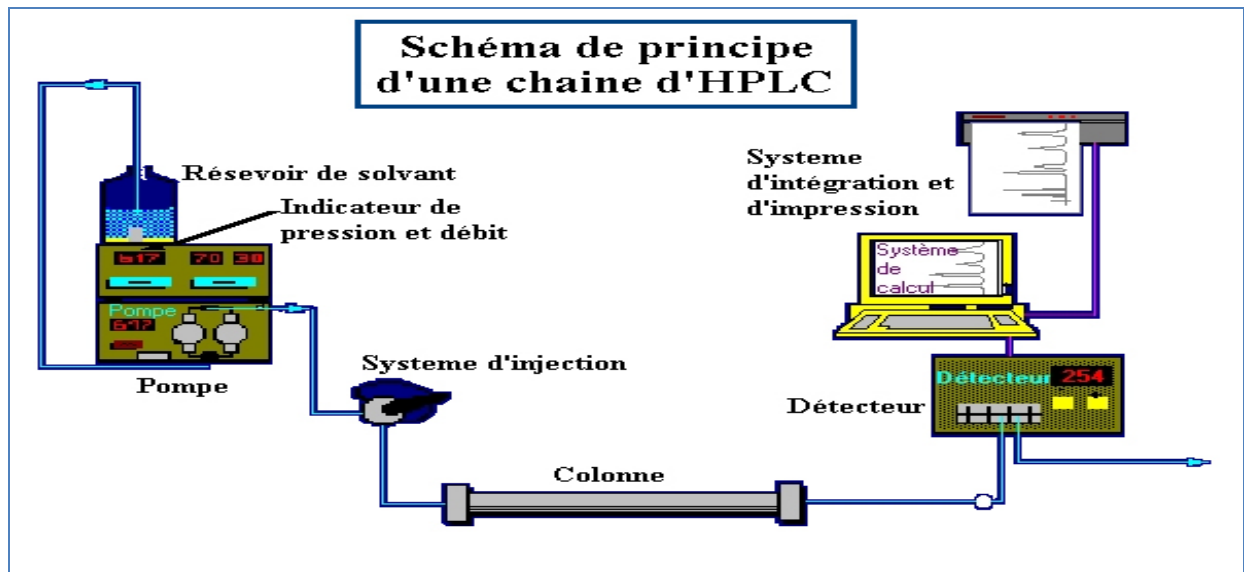 Schéma de principe
d'une chaine d'HPLC
Résevoir de solvant
Indicateur de
pression et débit
617 70 30
Pompe
617
Pompe
Systeme d'injection
Colonne
Systeme
d'intégration et
d'impression
Système
de
calcul
Détecteur 254
Détecteur